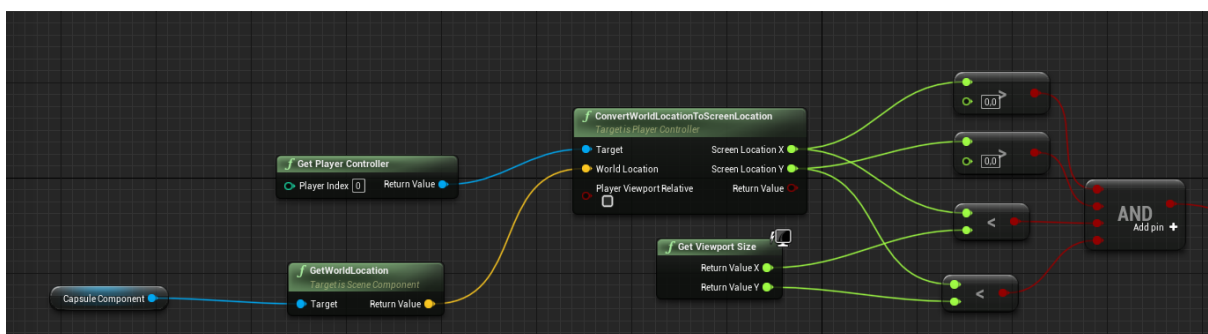 Capsule Component
f Get Player Controller
Player Index 0
Return Value
f GetWorldLocation
Target is Scene Component
Target
Return Value
f ConvertWorldLocationToScreenLocation
Target is Player Controller
Target
Screen Location X
World Location
Screen Location Y
Player Viewport Relative
Return Value
f Get Viewport Size
Return Value X
Return Value Y
>
0,0
>
0,0
<
<
AND
Add pin +